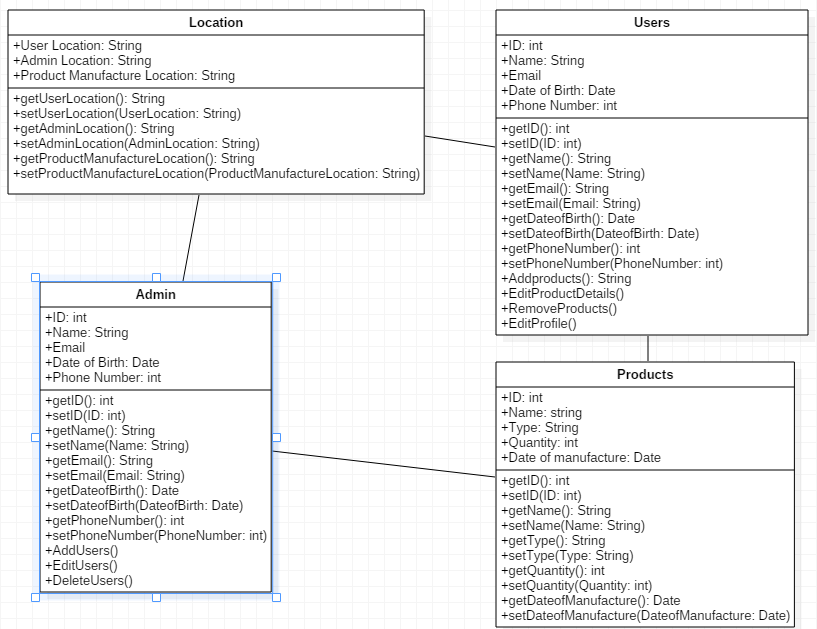 Location
+User Location: String
+Admin Location: String
+Product Manufacture Location: String
+getUserLocation(): String
+setUserLocation(UserLocation: String)
+getAdminLocation(): String
+setAdminLocation(AdminLocation: String)
+getProductManufactureLocation(): String
+setProductManufactureLocation(ProductManufactureLocation: String)
Users
+ID: int
+Name: String
+Email
+Date of Birth: Date
+Phone Number: int
+getID(): int
+setID(ID: int)
+getName(): String
+setName(Name: String)
+getEmail(): String
+setEmail(Email: String)
+getDateofBirth(): Date
+setDateofBirth(DateofBirth: Date)
+getPhoneNumber(): int
+setPhoneNumber(PhoneNumber: int)
+Addproducts(): String
+EditProductDetails()
+RemoveProducts()
+EditProfile()
Admin
+ID: int
+Name: String
+Email
+Date of Birth: Date
+Phone Number: int
+getID(): int
+setID(ID: int)
+getName(): String
+setName(Name: String)
+getEmail(): String
+setEmail(Email: String)
+getDateofBirth(): Date
+setDateofBirth(DateofBirth: Date)
+getPhoneNumber(): int
+setPhoneNumber(PhoneNumber: int)
+AddUsers()
+EditUsers()
+DeleteUsers()
Products
+ID: int
+Name: string
+Type: String
+Quantity: int
+Date of manufacture: Date
+getID(): int
+setID(ID: int)
+getName(): String
+setName(Name: String)
+getType(): String
+setType(Type: String)
+getQuantity(): int
+setQuantity(Quantity: int)
+getDateofManufacture(): Date
+setDateofManufacture(DateofManufacture: Date)